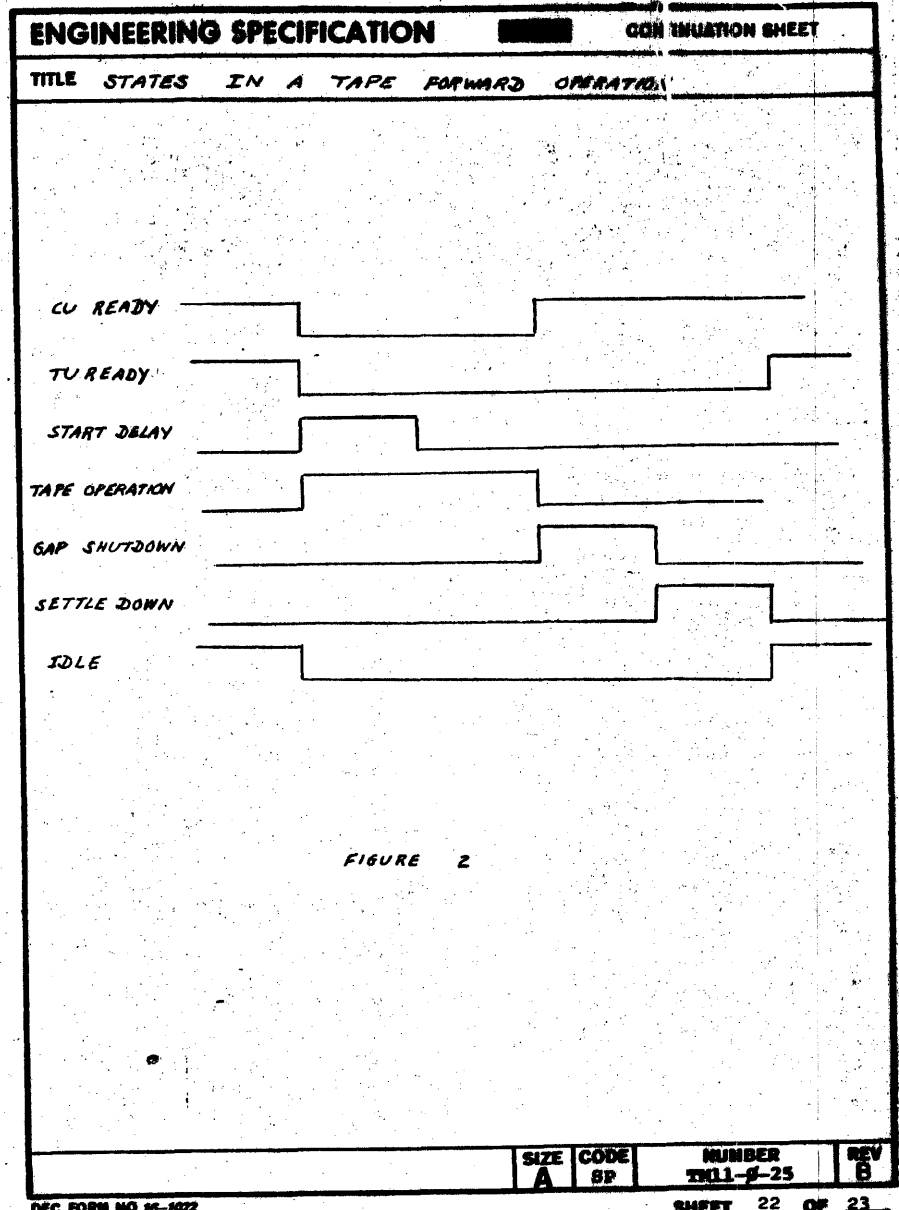 ENGINEERING SPECIFICATION CONTINUATION SHEET
TITLE STATES IN A TAPE FORWARD OPERATION
CU READY
TU READY
START DELAY
TAPE OPERATION
GAP SHUTDOWN
SETTLE DOWN
IDLE
FIGURE 2
SIZE CODE NUMBER REV
A SP TM11-0-25 B
DEC FORM NO 16-1022
SHEET 22 OF 23